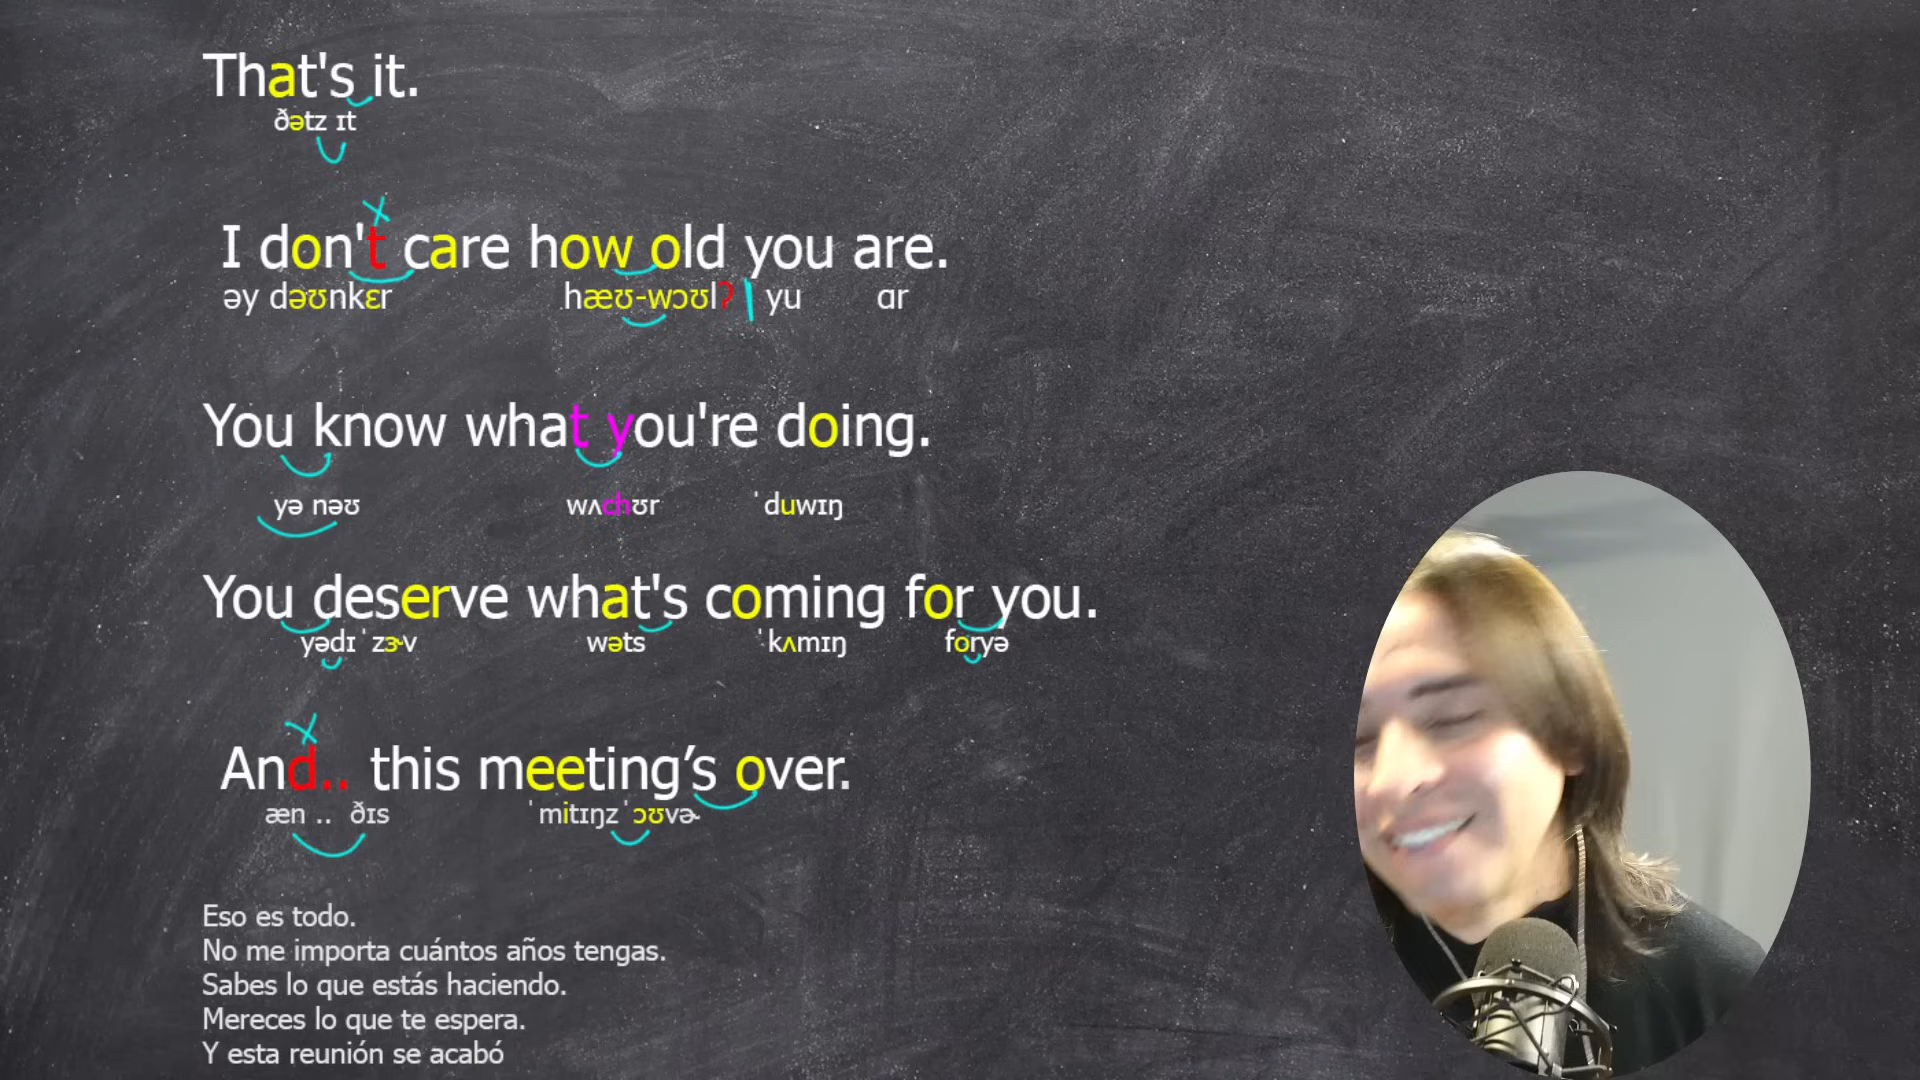 That's it.
ðətz ɪt
I don't care how old you are.
əy dəʊnkɛr hæʊ-wɔʊlʔ yu ɑr
You know what you're doing.
yə nəʊ wʌchʊr ˈduwɪŋ
You deserve what's coming for you.
yədɪˈzɝv wəts ˈkʌmɪŋ foryə
And.. this meeting’s over.
æn .. ðɪs ˈmitɪŋzˈɔʊvɚ
Eso es todo.
No me importa cuántos años tengas.
Sabes lo que estás haciendo.
Mereces lo que te espera.
Y esta reunión se acabó